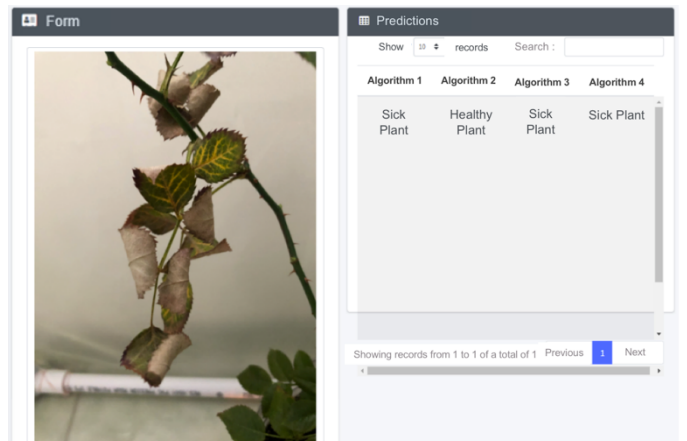 Form
Predictions
Show 10 records Search :
Algorithm 1 Algorithm 2 Algorithm 3 Algorithm 4
Sick Healthy Sick Sick Plant
Plant Plant Plant
Showing records from 1 to 1 of a total of 1 Previous 1 Next